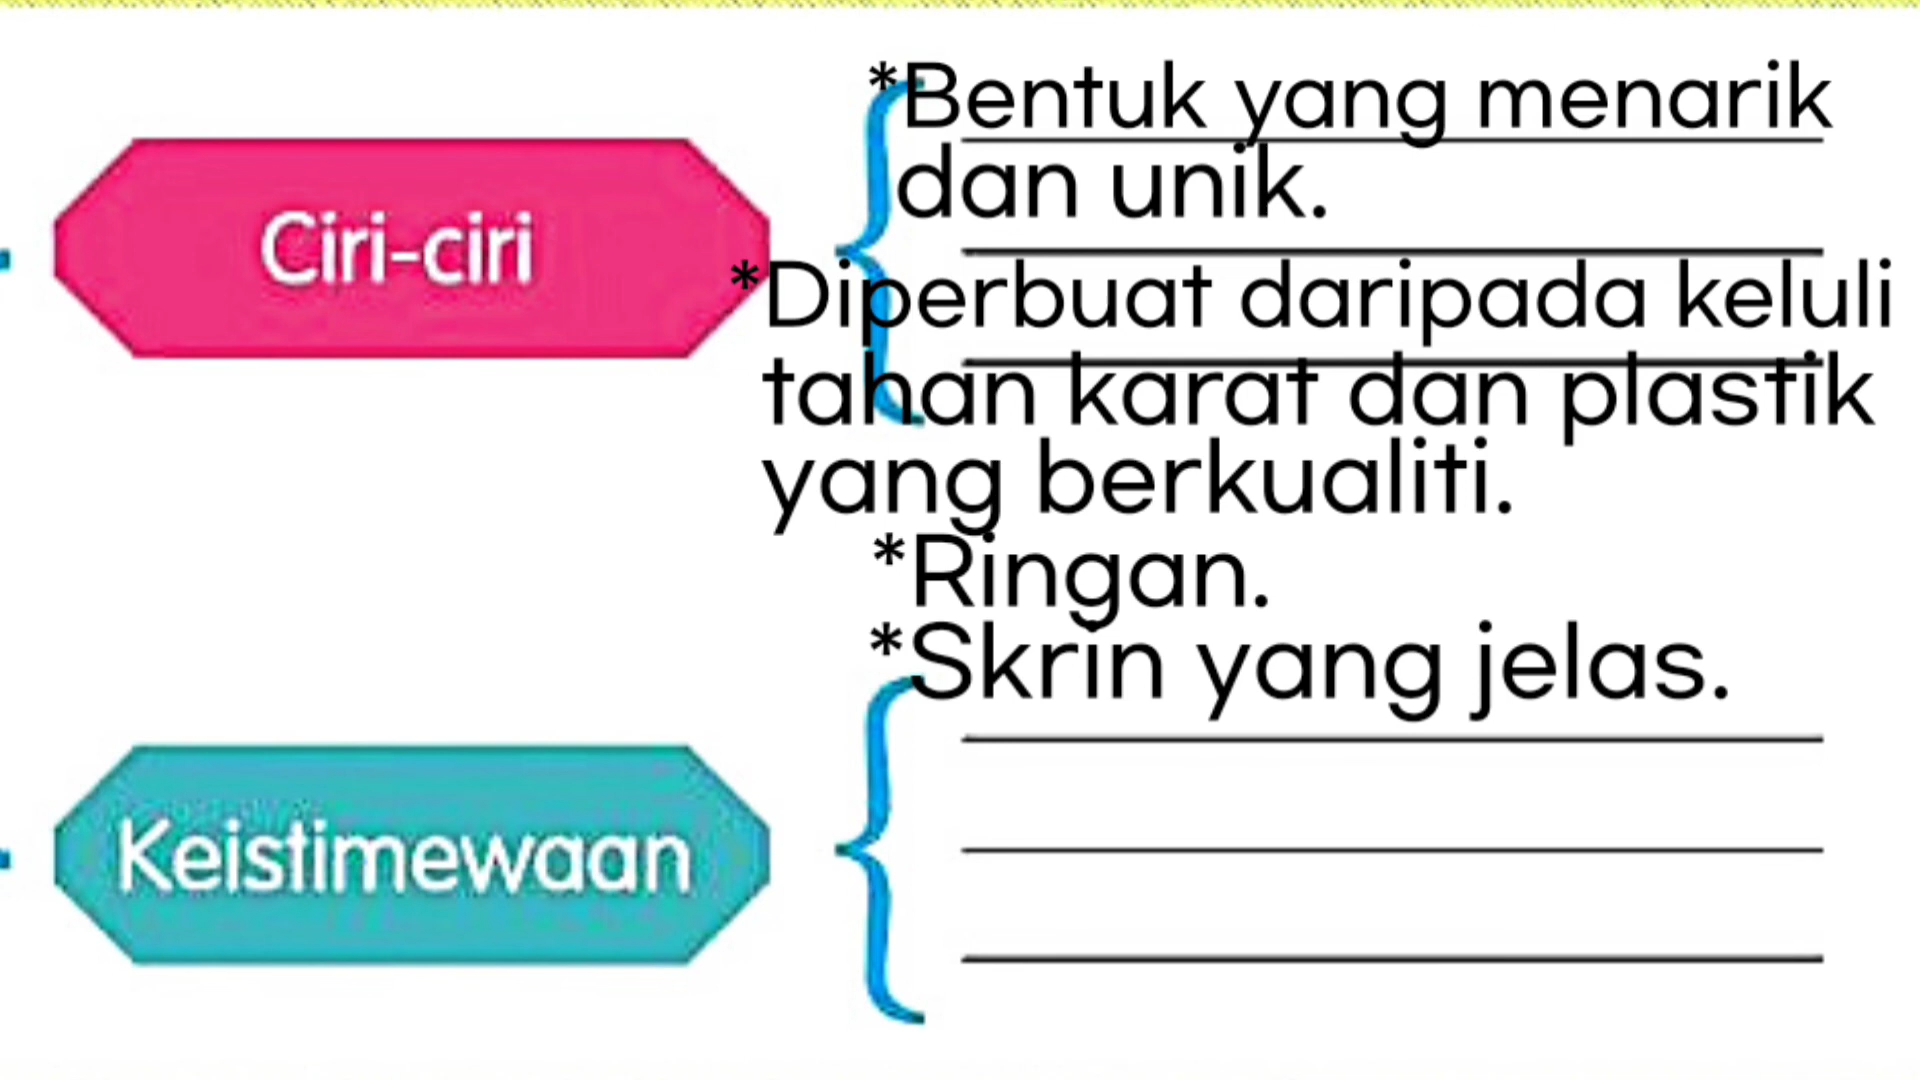 Ciri-ciri
*Bentuk yang menarik
dan unik.
*Diperbuat daripada keluli
tahan karat dan plastik
yang berkualiti.
*Ringan.
*Skrin yang jelas.
Keistimewaan